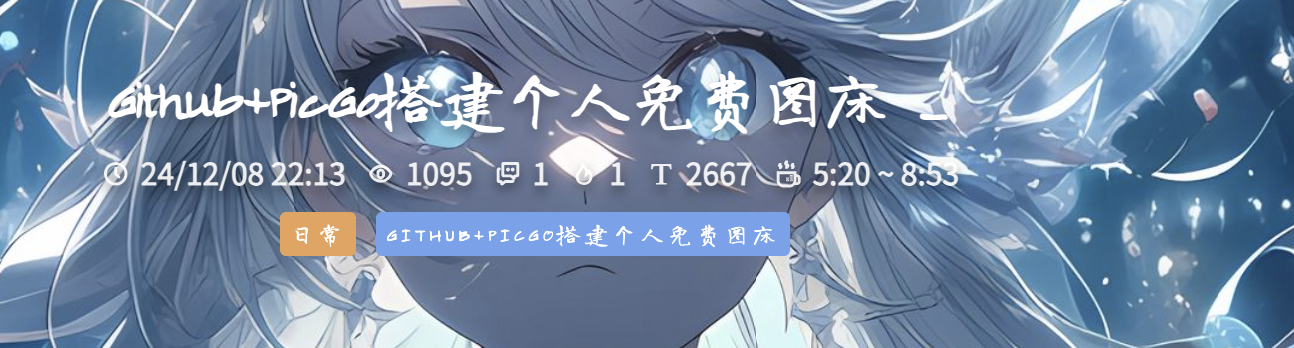 Github+PicGo搭建个人免费图床 _
24/12/08 22:13 1095 1 1 T 2667 5:20 ~ 8:53
日常 GITHUB+PICGO搭建个人免费图床